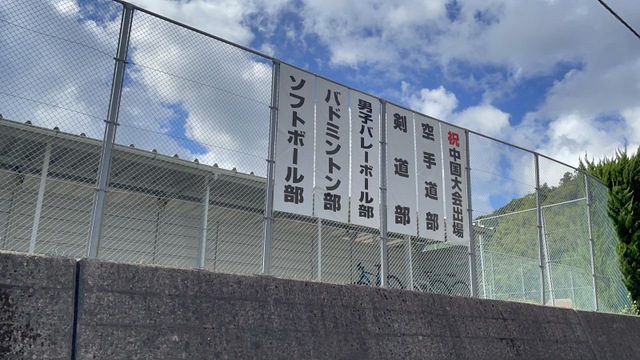 祝中国大会出場
空手道部
剣道部
男子バレーボール部
バドミントン部
ソフトボール部